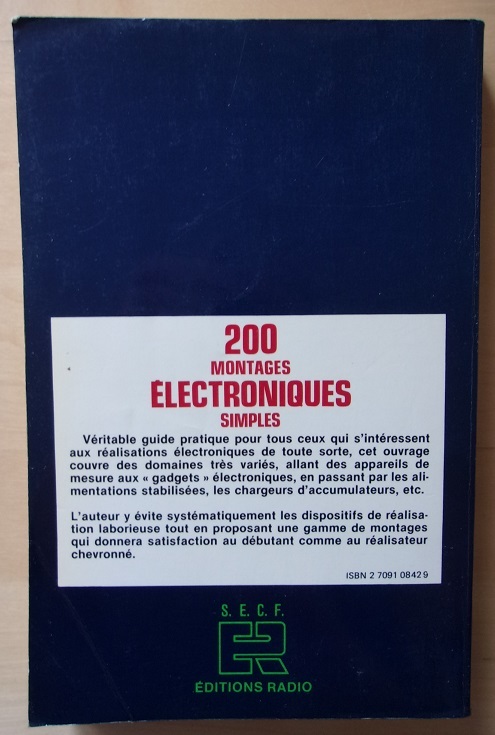 200
MONTAGES
ÉLECTRONIQUES
SIMPLES
Véritable guide pratique pour tous ceux qui s'intéressent
aux réalisations électroniques de toute sorte, cet ouvrage
couvre des domaines très variés, allant des appareils de
mesure aux « gadgets » électroniques, en passant par les ali-
mentations stabilisées, les chargeurs d'accumulateurs, etc.
L'auteur y évite systématiquement les dispositifs de réalisa-
tion laborieuse tout en proposant une gamme de montages
qui donnera satisfaction au débutant comme au réalisateur
chevronné.
ISBN 2 7091 0842 9
S. E. C. F.
ER
ÉDITIONS RADIO